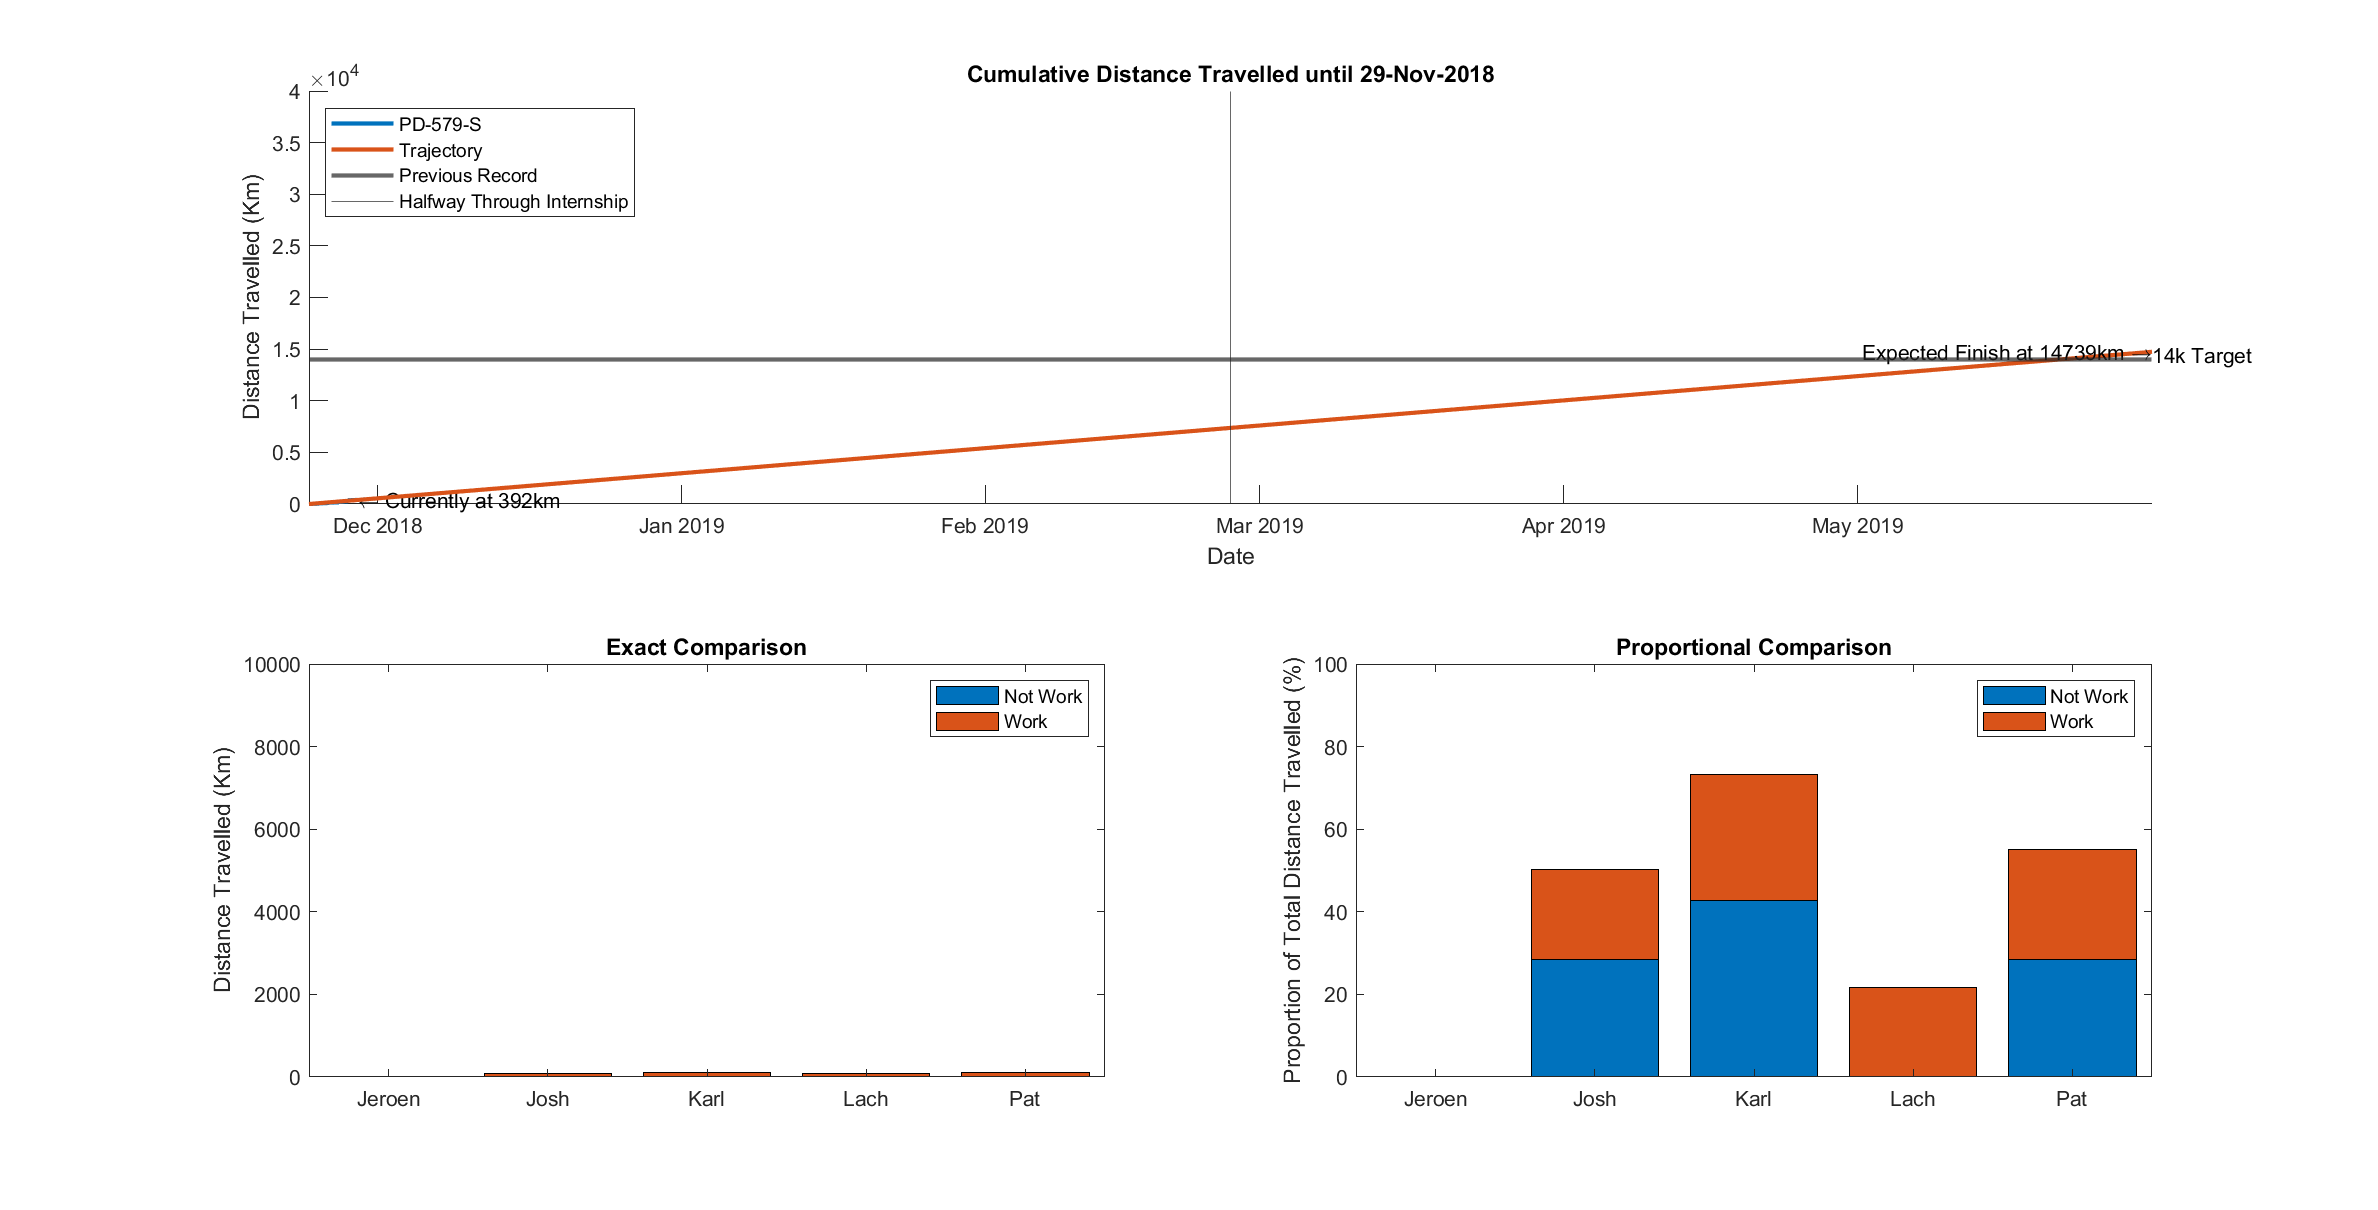 Cumulative Distance Travelled until 29-Nov-2018
×10⁴
4
3.5
3
2.5
2
1.5
1
0.5
0
Distance Travelled (Km)
PD-579-S
Trajectory
Previous Record
Halfway Through Internship
Expected Finish at 14739km →
14k Target
← Currently at 392km
Dec 2018 Jan 2019 Feb 2019 Mar 2019 Apr 2019 May 2019
Date
Exact Comparison
10000
8000
6000
4000
2000
0
Distance Travelled (Km)
Not Work
Work
Jeroen Josh Karl Lach Pat
Proportional Comparison
100
80
60
40
20
0
Proportion of Total Distance Travelled (%)
Not Work
Work
Jeroen Josh Karl Lach Pat